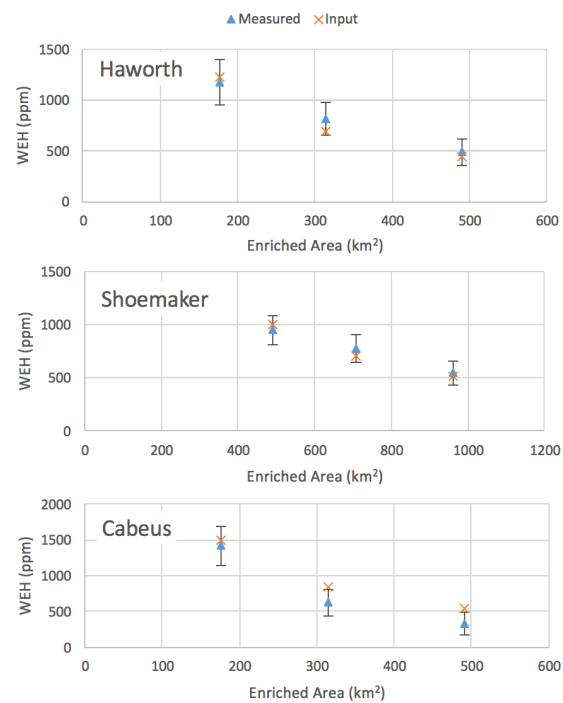 Measured Input
1500
1000
500
0
WEH (ppm)
Haworth
0 100 200 300 400 500 600
Enriched Area (km²)
1500
1000
500
0
WEH (ppm)
Shoemaker
0 200 400 600 800 1000 1200
Enriched Area (km²)
2000
1500
1000
500
0
WEH (ppm)
Cabeus
0 100 200 300 400 500 600
Enriched Area (km²)